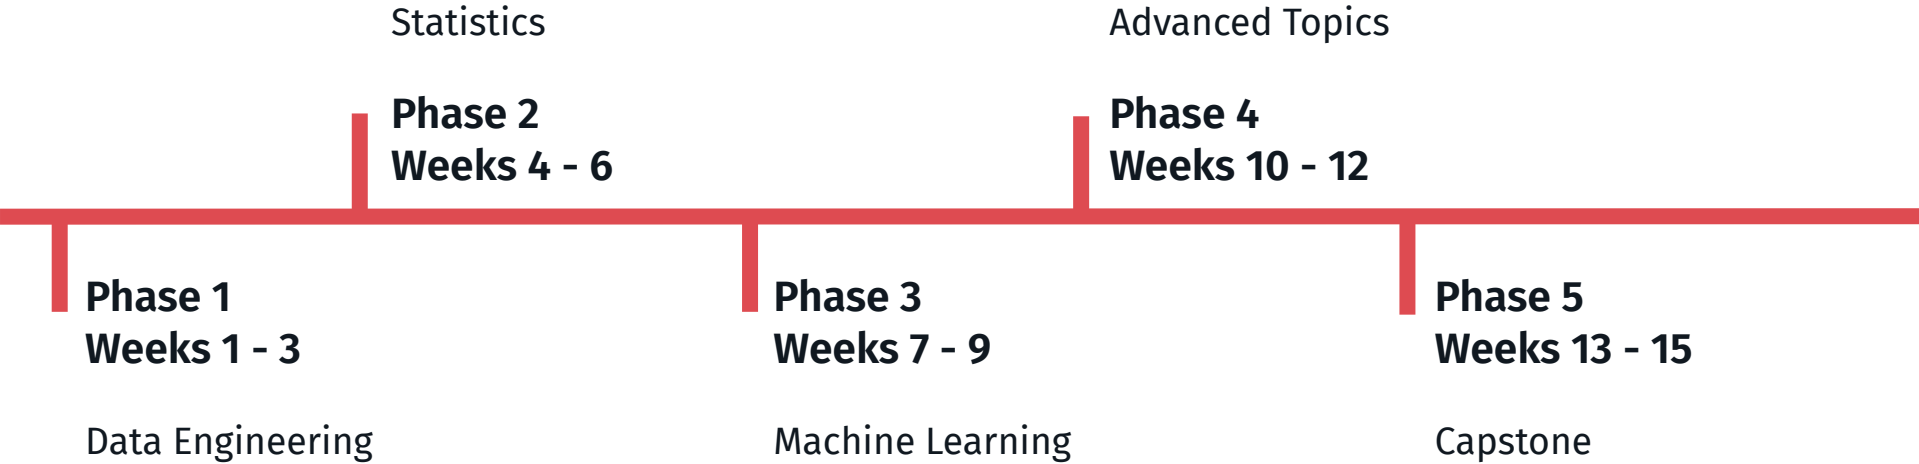 Statistics
Phase 2
Weeks 4 - 6
Advanced Topics
Phase 4
Weeks 10 - 12
Phase 1
Weeks 1 - 3
Data Engineering
Phase 3
Weeks 7 - 9
Machine Learning
Phase 5
Weeks 13 - 15
Capstone